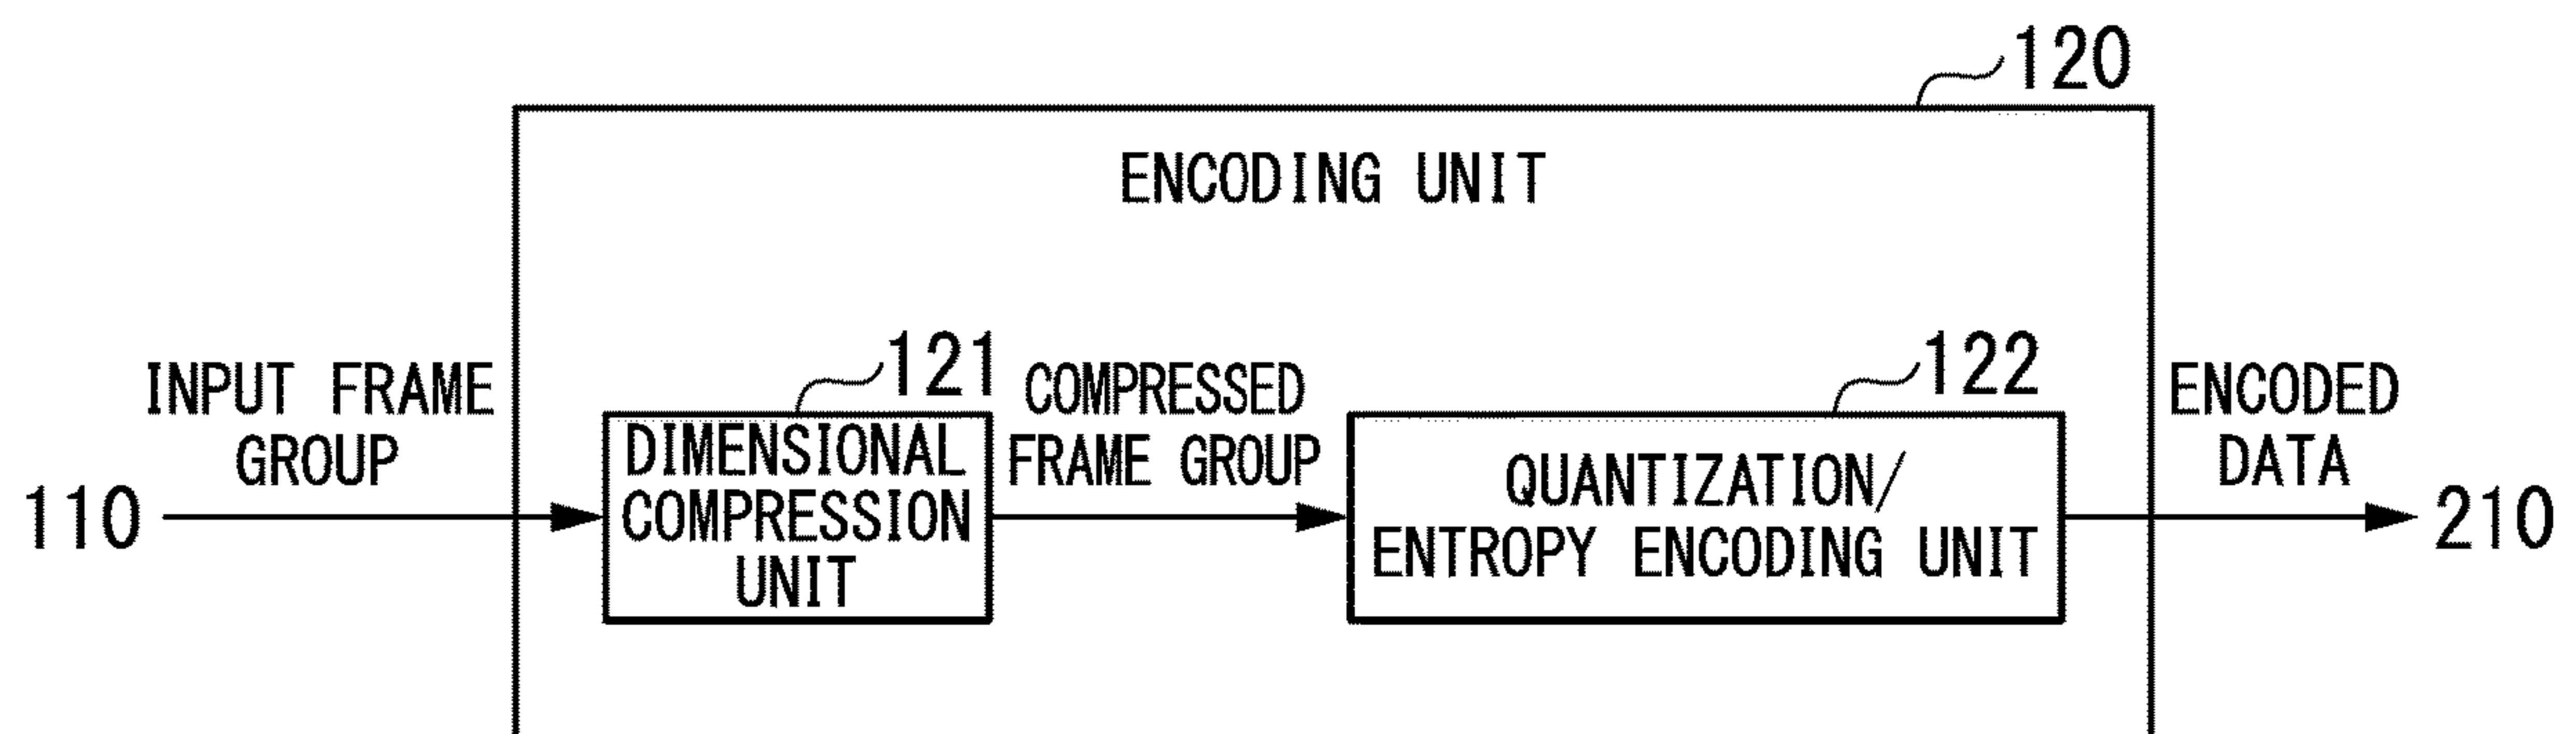 120
ENCODING UNIT
INPUT FRAME
GROUP
110
121
DIMENSIONAL
COMPRESSION
UNIT
COMPRESSED
FRAME GROUP
122
QUANTIZATION/
ENTROPY ENCODING UNIT
ENCODED
DATA
210